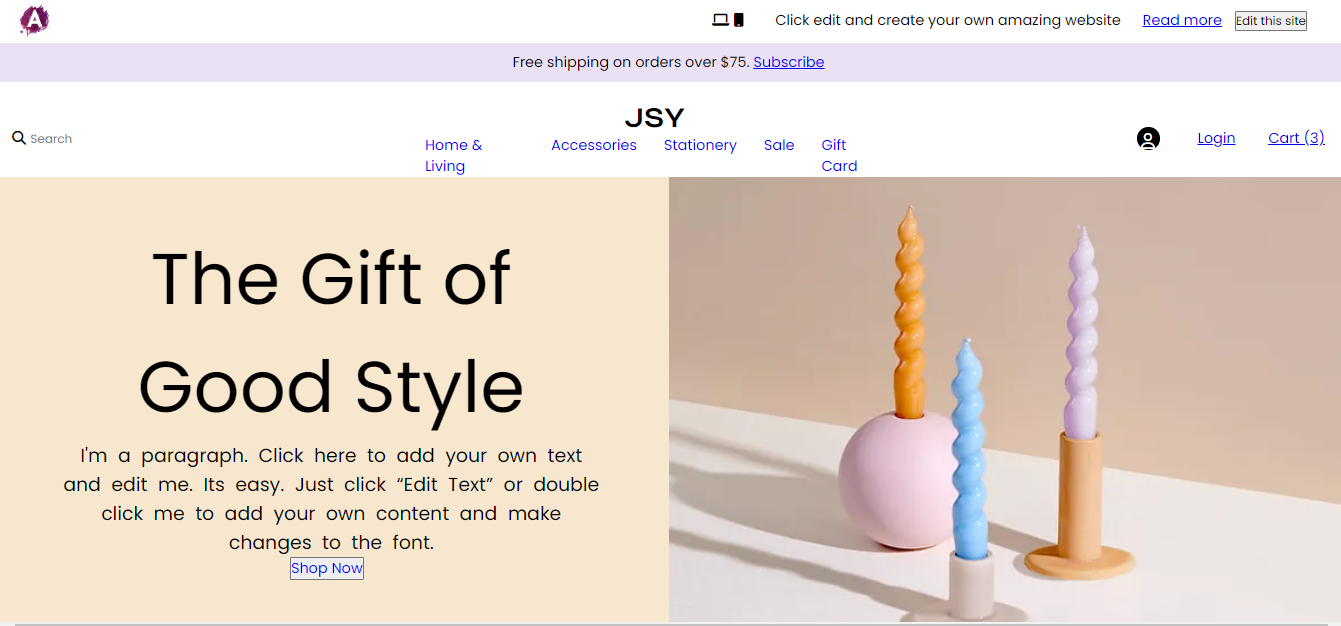 A
Click edit and create your own amazing website Read more Edit this site
Free shipping on orders over $75. Subscribe
JSY
Search
Home & Living
Accessories
Stationery
Sale
Gift Card
Login
Cart (3)
The Gift of
Good Style
I'm a paragraph. Click here to add your own text
and edit me. Its easy. Just click “Edit Text” or double
click me to add your own content and make
changes to the font.
Shop Now